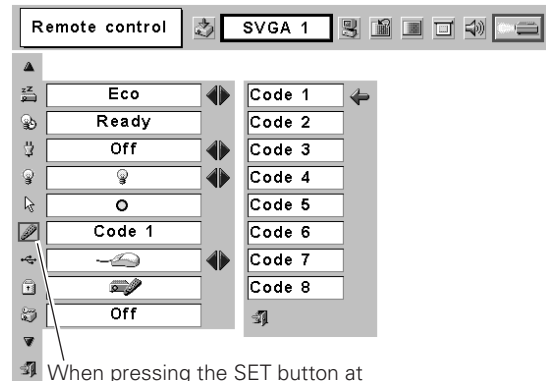 Remote control
SVGA 1
Eco
Ready
Off
Code 1
Off
Code 1
Code 2
Code 3
Code 4
Code 5
Code 6
Code 7
Code 8
When pressing the SET button at